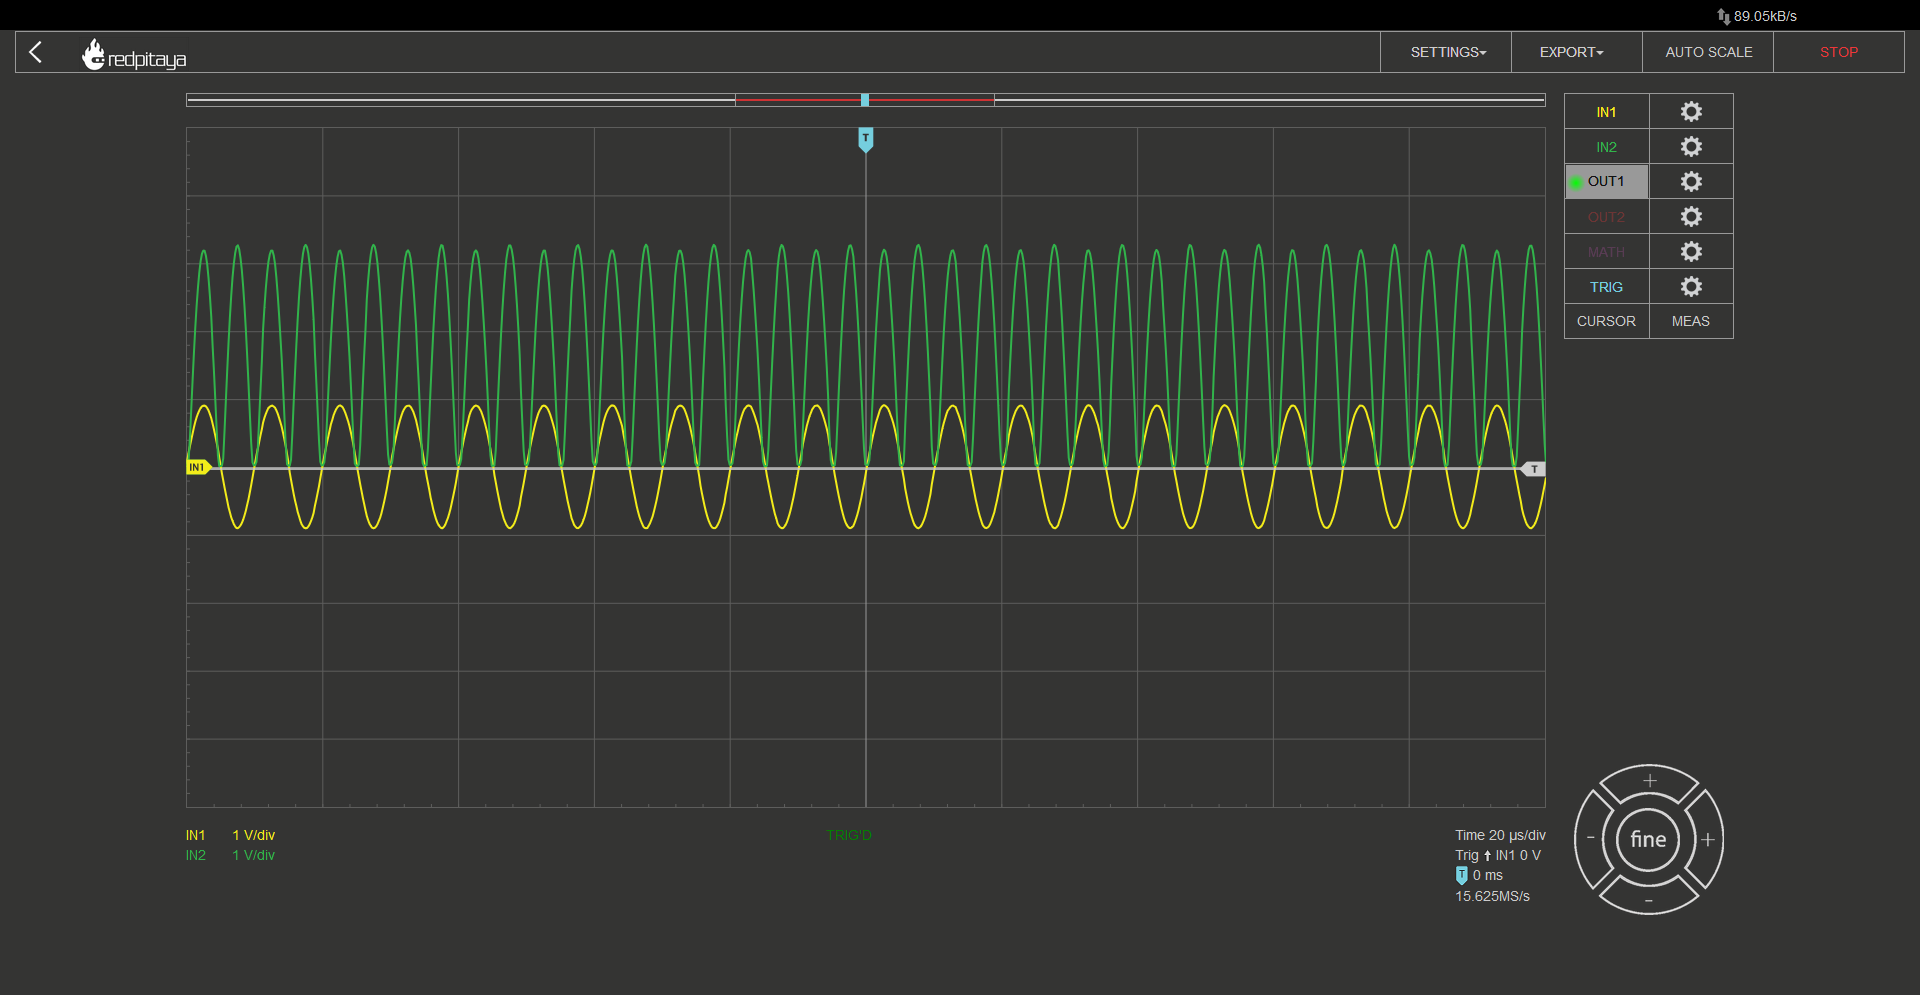 89.05kB/s
redpitaya
SETTINGS
EXPORT
AUTO SCALE
STOP
T
IN1
IN2
OUT1
OUT2
MATH
TRIG
CURSOR
MEAS
IN1
T
IN1 1 V/div
IN2 1 V/div
TRIG'D
Time 20 µs/div
Trig IN1 0 V
T 0 ms
15.625MS/s
+
- fine +
-